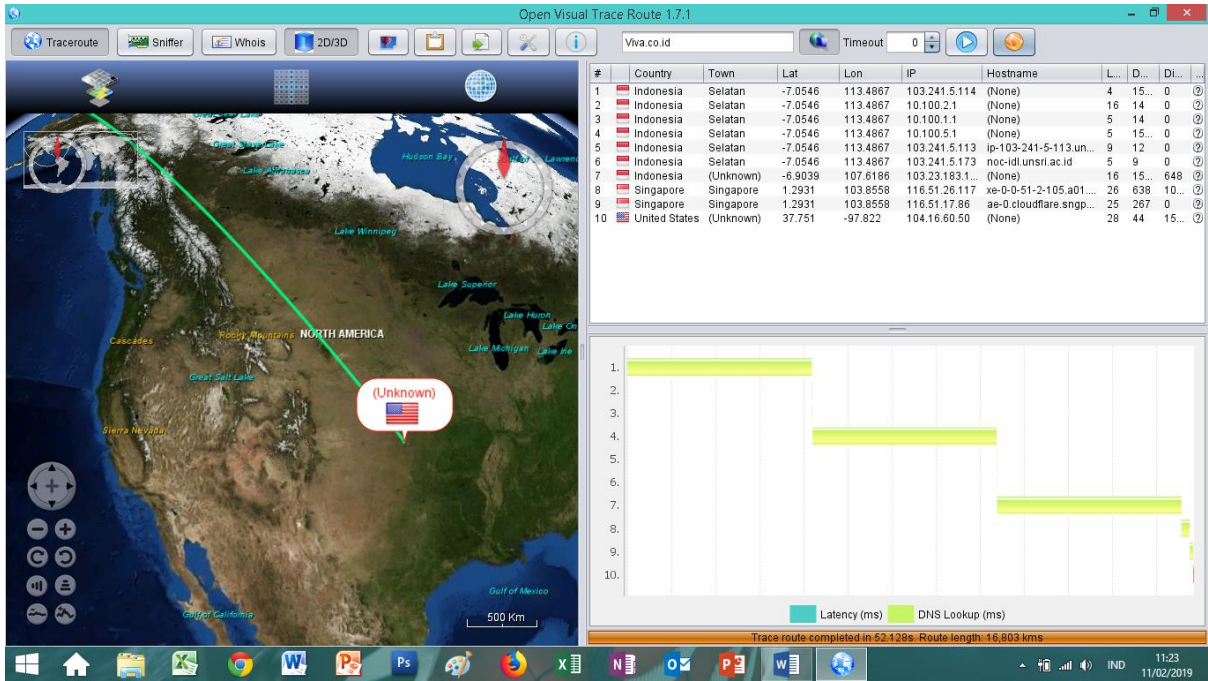 Open Visual Trace Route 1.7.1
Traceroute Sniffer Whois 2D/3D Viva.co.id Timeout 0
# Country Town Lat Lon IP Hostname L... D... Di... ...
1 Indonesia Selatan -7.0546 113.4867 103.241.5.114 (None) 4 15... 0
2 Indonesia Selatan -7.0546 113.4867 10.100.2.1 (None) 16 14 0
3 Indonesia Selatan -7.0546 113.4867 10.100.1.1 (None) 5 14 0
4 Indonesia Selatan -7.0546 113.4867 10.100.5.1 (None) 5 15... 0
5 Indonesia Selatan -7.0546 113.4867 103.241.5.113 ip-103-241-5-113.un... 9 12 0
6 Indonesia Selatan -7.0546 113.4867 103.241.5.173 noc-idl.unsri.ac.id 5 9 0
7 Indonesia (Unknown) -6.9039 107.6186 103.23.183.1... (None) 16 15... 648
8 Singapore Singapore 1.2931 103.8558 116.51.26.117 xe-0-0-51-2-105.a01.... 26 638 10...
9 Singapore Singapore 1.2931 103.8558 116.51.17.86 ae-0.cloudflare.sngp... 25 267 0
10 United States (Unknown) 37.751 -97.822 104.16.60.50 (None) 28 44 15...
Great Bear Lake
Great Slave Lake
Hudson Bay
Lake Athabasca
Lake Winnipeg
Lake Superior
Lake Huron
Lake On
Lake Michigan
Lake Erie
Cascades
Rocky Mountains
NORTH AMERICA
Great Salt Lake
(Unknown)
Sierra Nevada
Gulf of Mexico
Gulf of California
500 Km
1.
2.
3.
4.
5.
6.
7.
8.
9.
10.
Latency (ms) DNS Lookup (ms)
Trace route completed in 52.128s. Route length: 16,803 kms
IND
11:23
11/02/2019